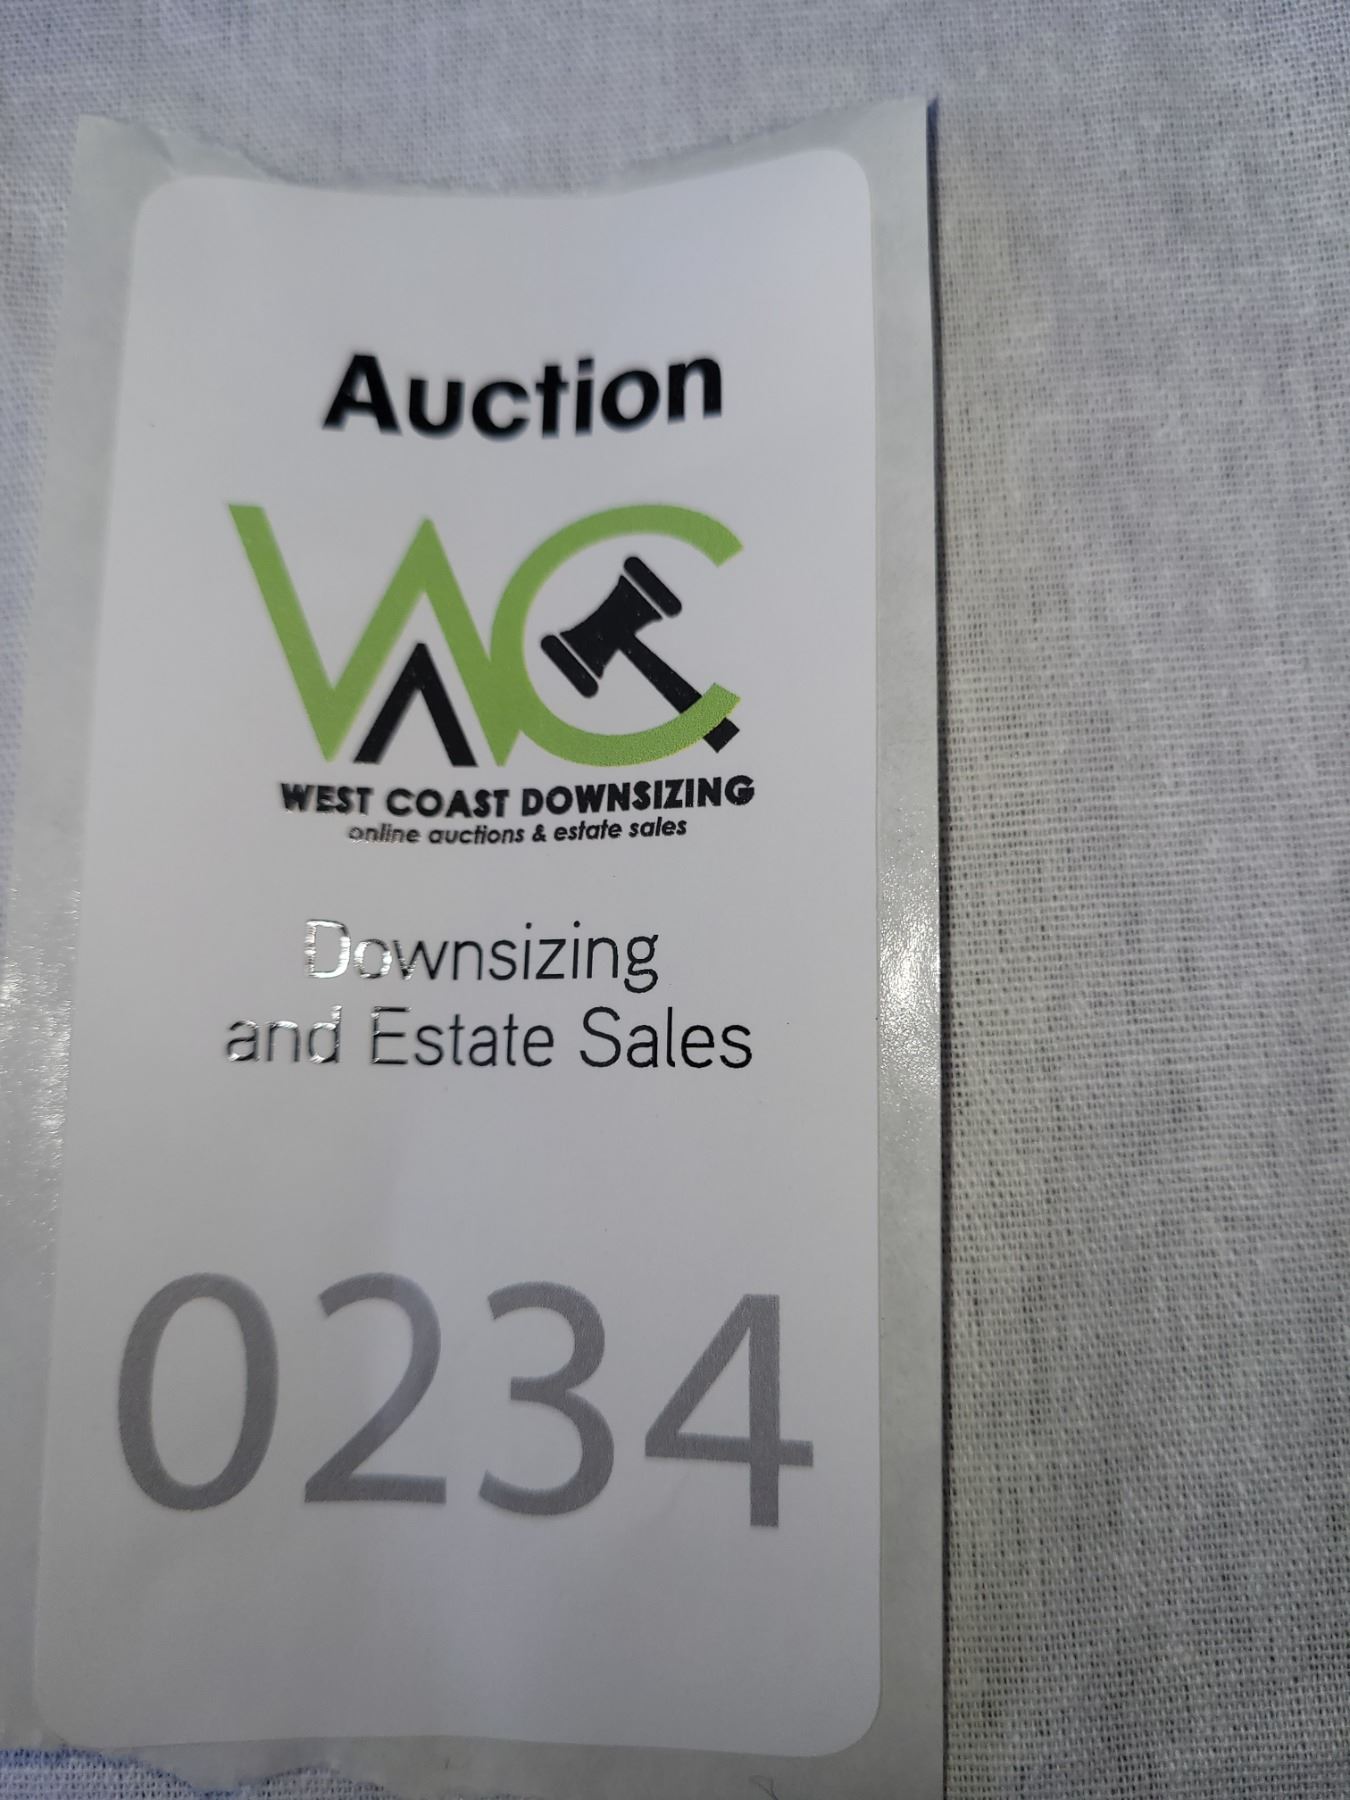 Auction
WC
WEST COAST DOWNSIZING
online auctions & estate sales
Downsizing
and Estate Sales
0234